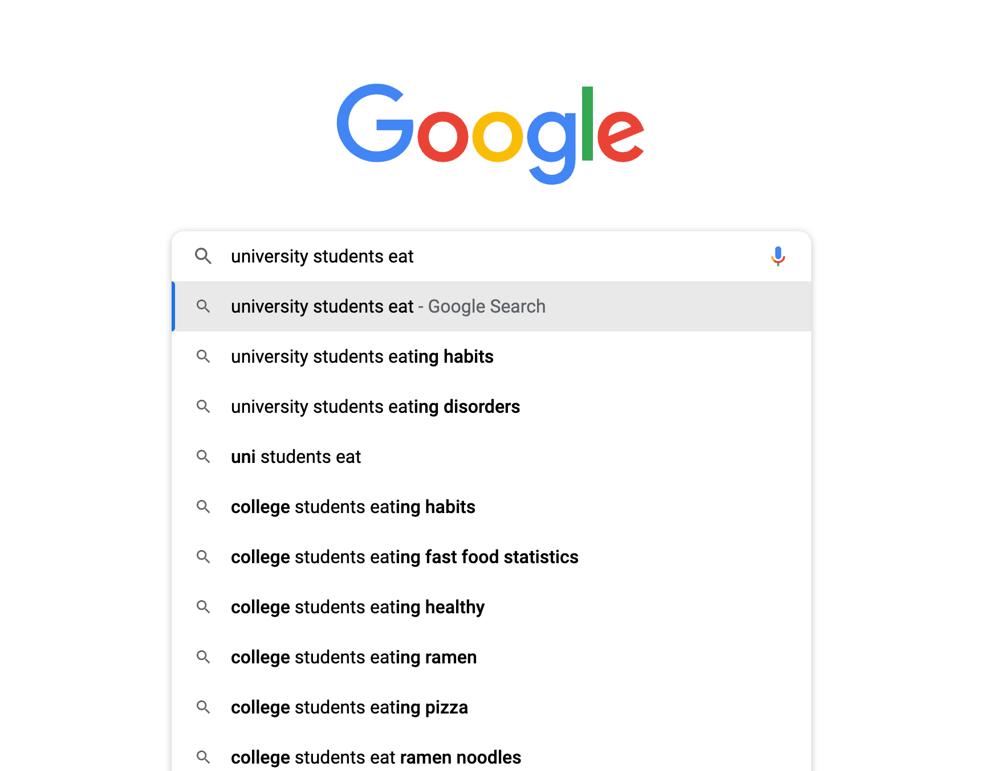 Google
university students eat
university students eat - Google Search
university students eating habits
university students eating disorders
uni students eat
college students eating habits
college students eating fast food statistics
college students eating healthy
college students eating ramen
college students eating pizza
college students eat ramen noodles